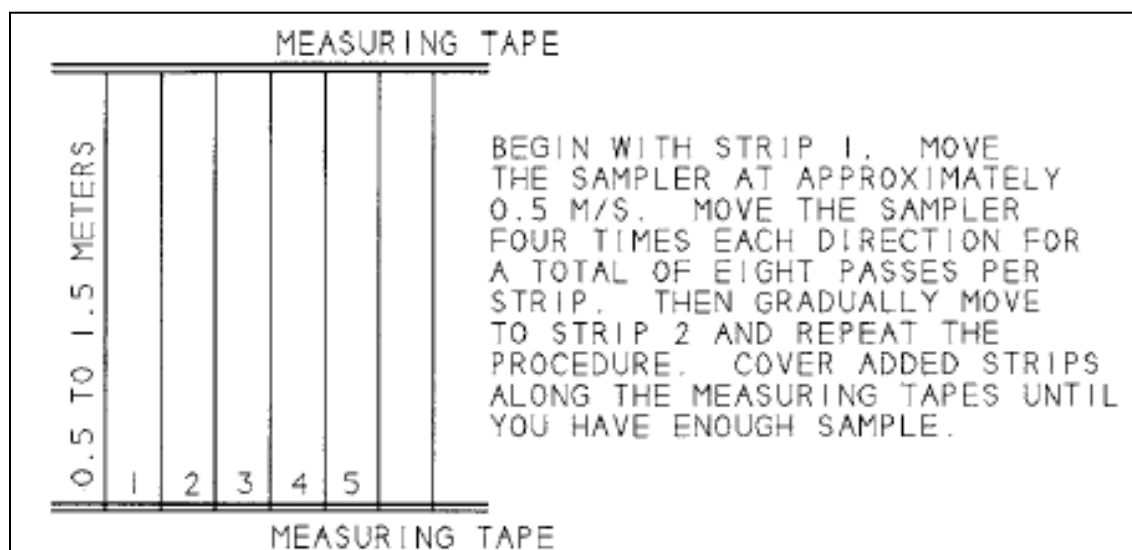 MEASURING TAPE
0.5 TO 1.5 METERS
BEGIN WITH STRIP 1. MOVE
THE SAMPLER AT APPROXIMATELY
0.5 M/S. MOVE THE SAMPLER
FOUR TIMES EACH DIRECTION FOR
A TOTAL OF EIGHT PASSES PER
STRIP. THEN GRADUALLY MOVE
TO STRIP 2 AND REPEAT THE
PROCEDURE. COVER ADDED STRIPS
ALONG THE MEASURING TAPES UNTIL
YOU HAVE ENOUGH SAMPLE.
1 2 3 4 5
MEASURING TAPE